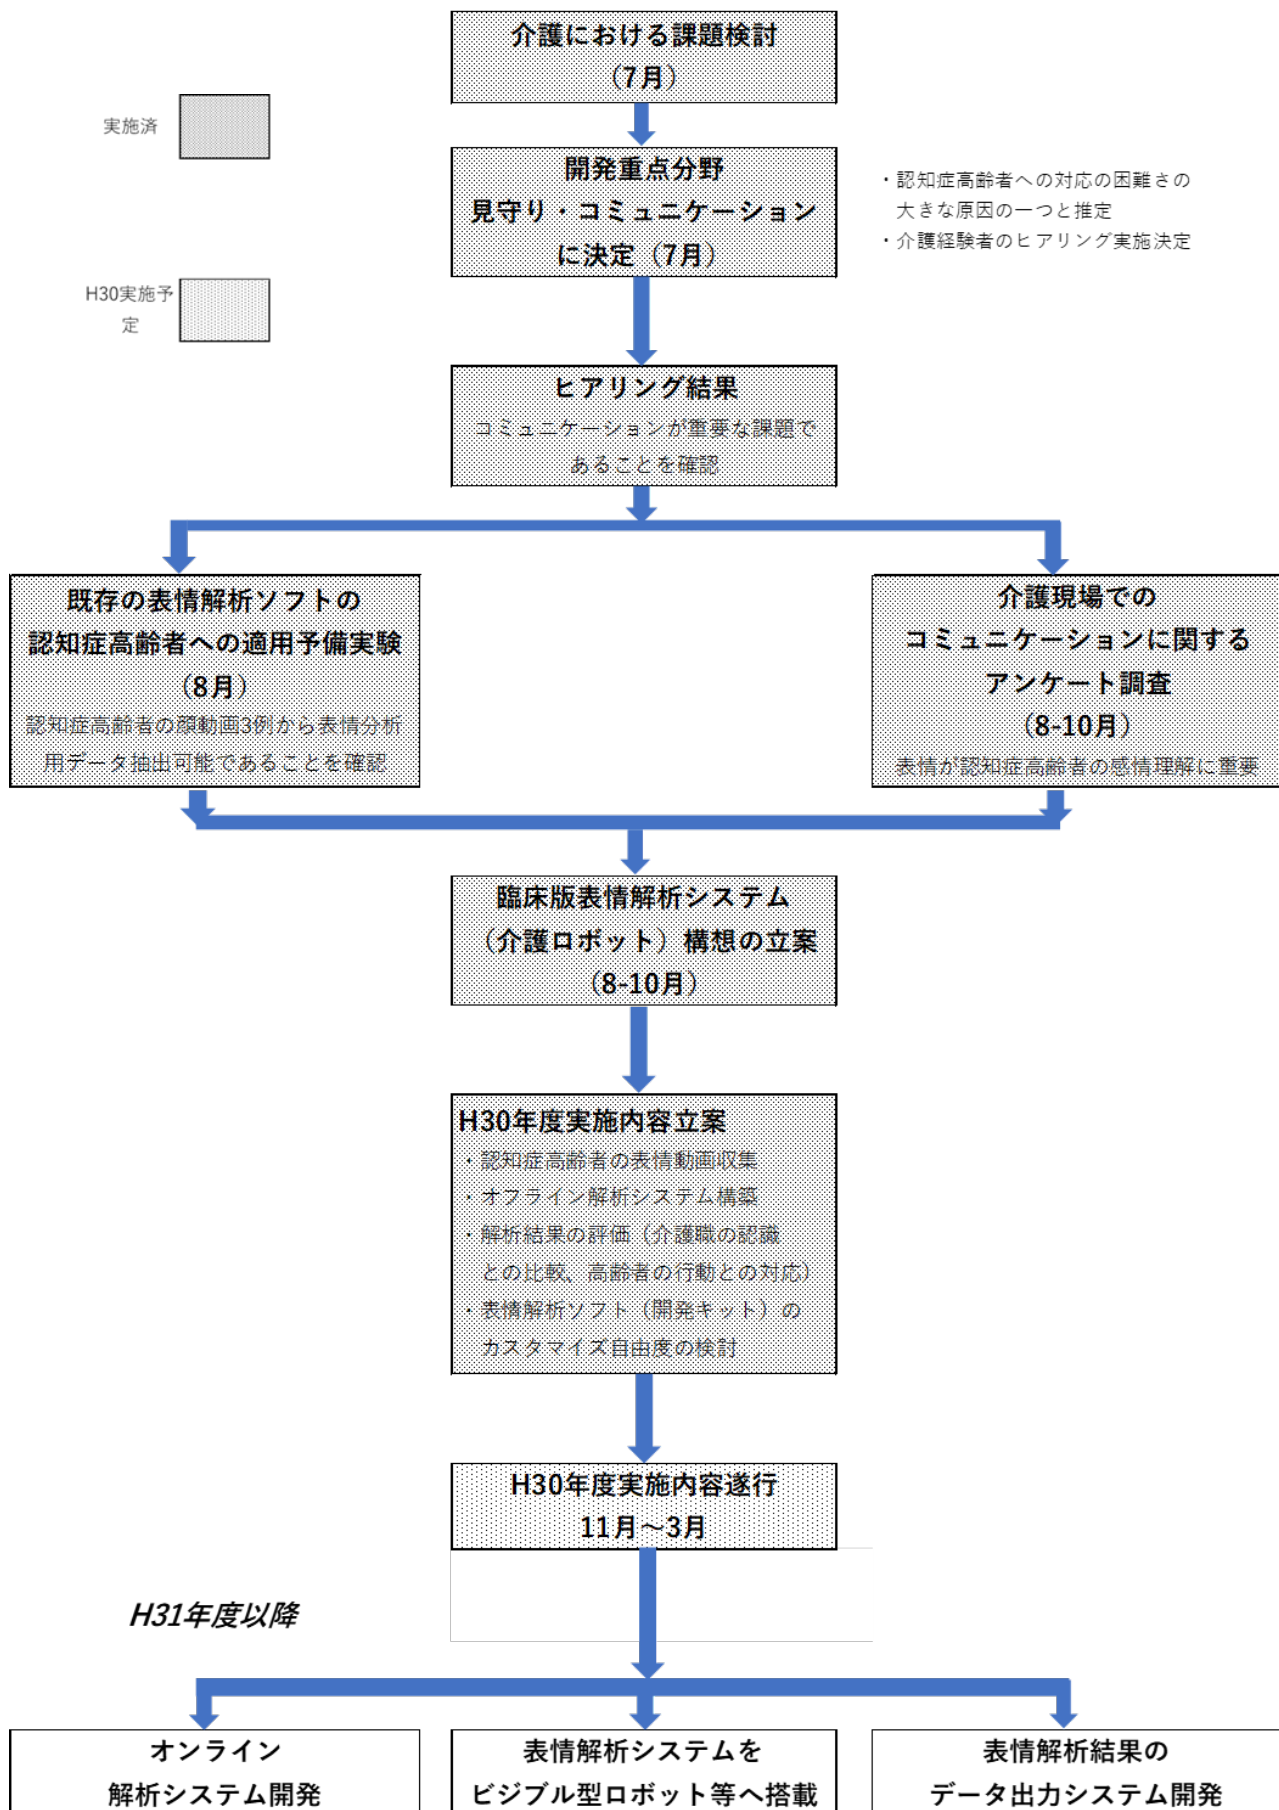 介護における課題検討
(7月)
実施済
開発重点分野
見守り・コミュニケーション
に決定（7月）
・認知症高齢者への対応の困難さの
大きな原因の一つと推定
・介護経験者のヒアリング実施決定
H30実施予
定
ヒアリング結果
コミュニケーションが重要な課題で
あることを確認
既存の表情解析ソフトの
認知症高齢者への適用予備実験
（8月）
認知症高齢者の顔動画3例から表情分析
用データ抽出可能であることを確認
介護現場での
コミュニケーションに関する
アンケート調査
（8-10月）
表情が認知症高齢者の感情理解に重要
臨床版表情解析システム
（介護ロボット）構想の立案
（8-10月）
H30年度実施内容立案
・認知症高齢者の表情動画収集
・オフライン解析システム構築
・解析結果の評価（介護職の認識
との比較、高齢者の行動との対応）
・表情解析ソフト（開発キット）の
カスタマイズ自由度の検討
H30年度実施内容遂行
11月～3月
H31年度以降
オンライン
解析システム開発
表情解析システムを
ビジブル型ロボット等へ搭載
表情解析結果の
データ出力システム開発